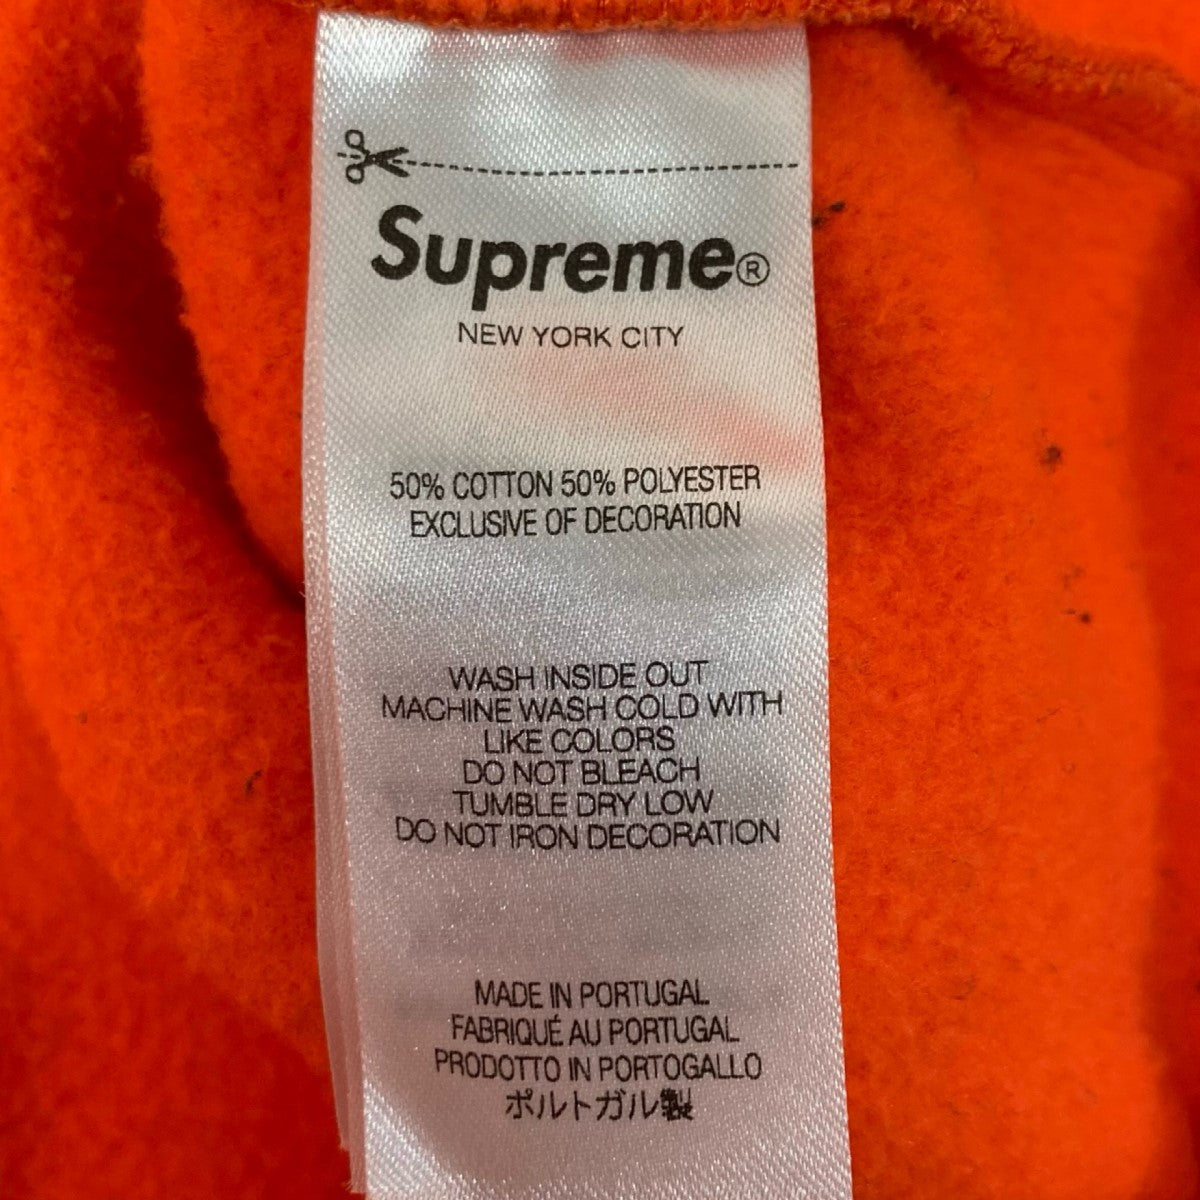 Supreme®
NEW YORK CITY
50% COTTON 50% POLYESTER
EXCLUSIVE OF DECORATION
WASH INSIDE OUT
MACHINE WASH COLD WITH
LIKE COLORS
DO NOT BLEACH
TUMBLE DRY LOW
DO NOT IRON DECORATION
MADE IN PORTUGAL
FABRIQUÉ AU PORTUGAL
PRODOTTO IN PORTOGALLO
ポルトガル製